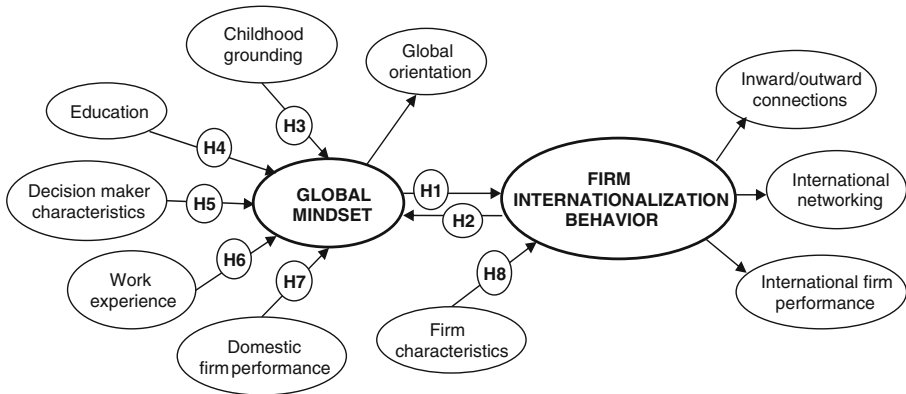 Childhood
grounding
Global
orientation
Inward/outward
connections
Education
H3
H4
Decision maker
characteristics
H5
GLOBAL
MINDSET
H1
H2
FIRM
INTERNATIONALIZATION
BEHAVIOR
International
networking
H6
H7
H8
Work
experience
Domestic
firm performance
Firm
characteristics
International firm
performance